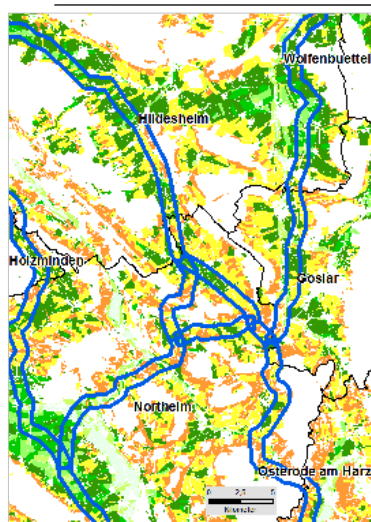 Wolfenbuettel
Hildesheim
Holzminden
Goslar
Northeim
Osterode am Harz
0 2,5 5
Kilometer